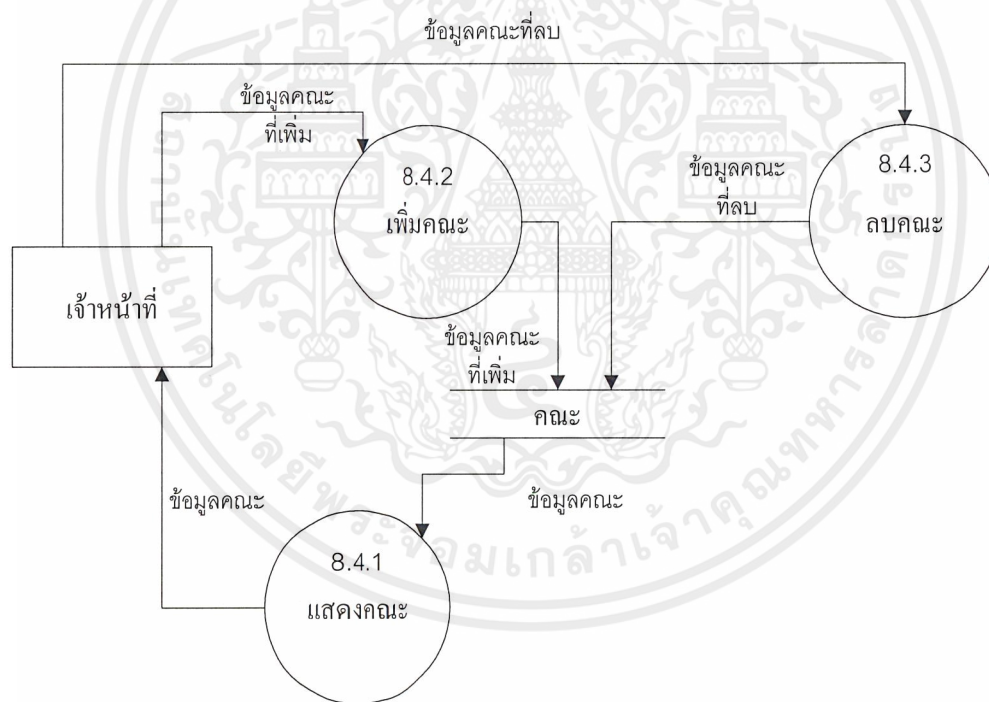 ข้อมูลคณะที่ลบ
ข้อมูลคณะ
ที่เพิ่ม
8.4.2
เพิ่มคณะ
ข้อมูลคณะ
ที่ลบ
8.4.3
ลบคณะ
เจ้าหน้าที่
ข้อมูลคณะ
ที่เพิ่ม
คณะ
ข้อมูลคณะ
ข้อมูลคณะ
8.4.1
แสดงคณะ